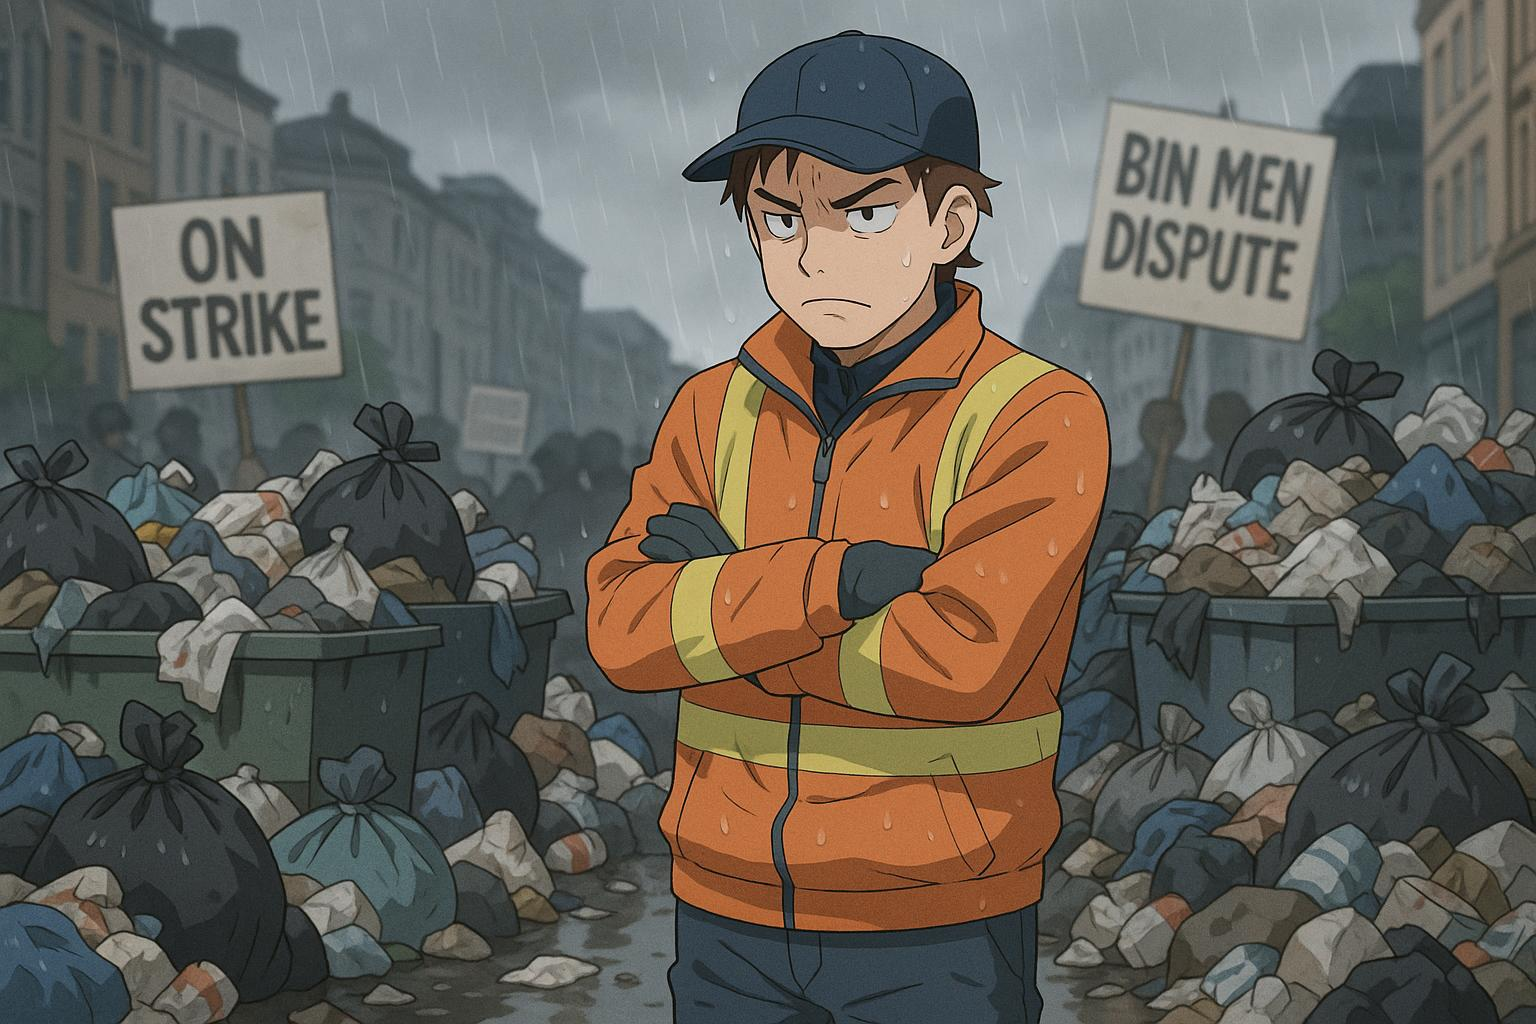 ON
STRIKE
BIN MEN
DISPUTE